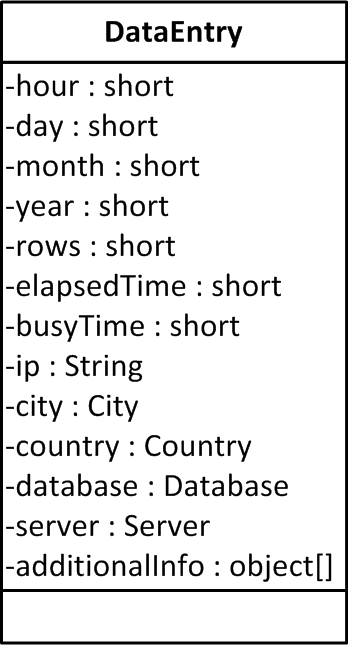 DataEntry
-hour : short
-day : short
-month : short
-year : short
-rows : short
-elapsedTime : short
-busyTime : short
-ip : String
-city : City
-country : Country
-database : Database
-server : Server
-additionalInfo : object[]